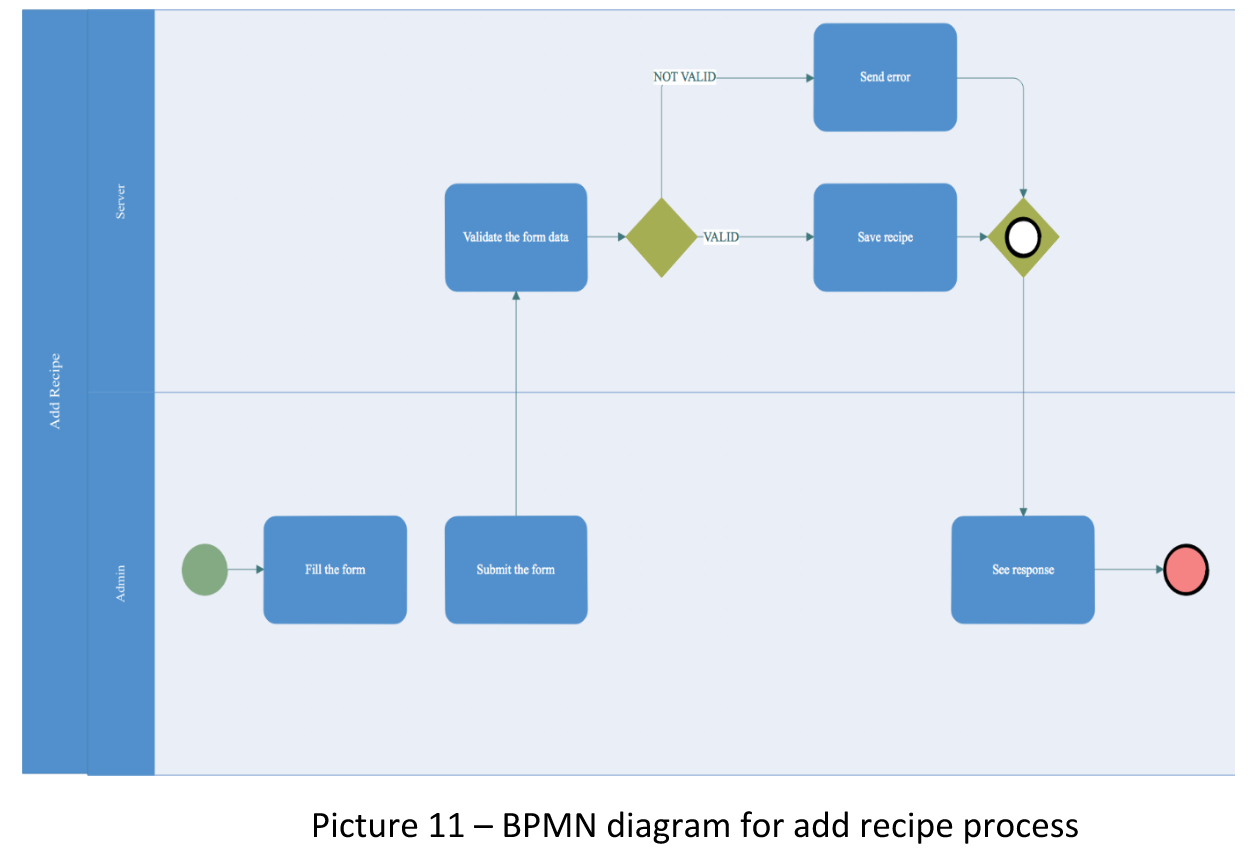 Add Recipe
Server
NOT VALID
Send error
Validate the form data
VALID
Save recipe
Admin
Fill the form
Submit the form
See response
Picture 11 – BPMN diagram for add recipe process